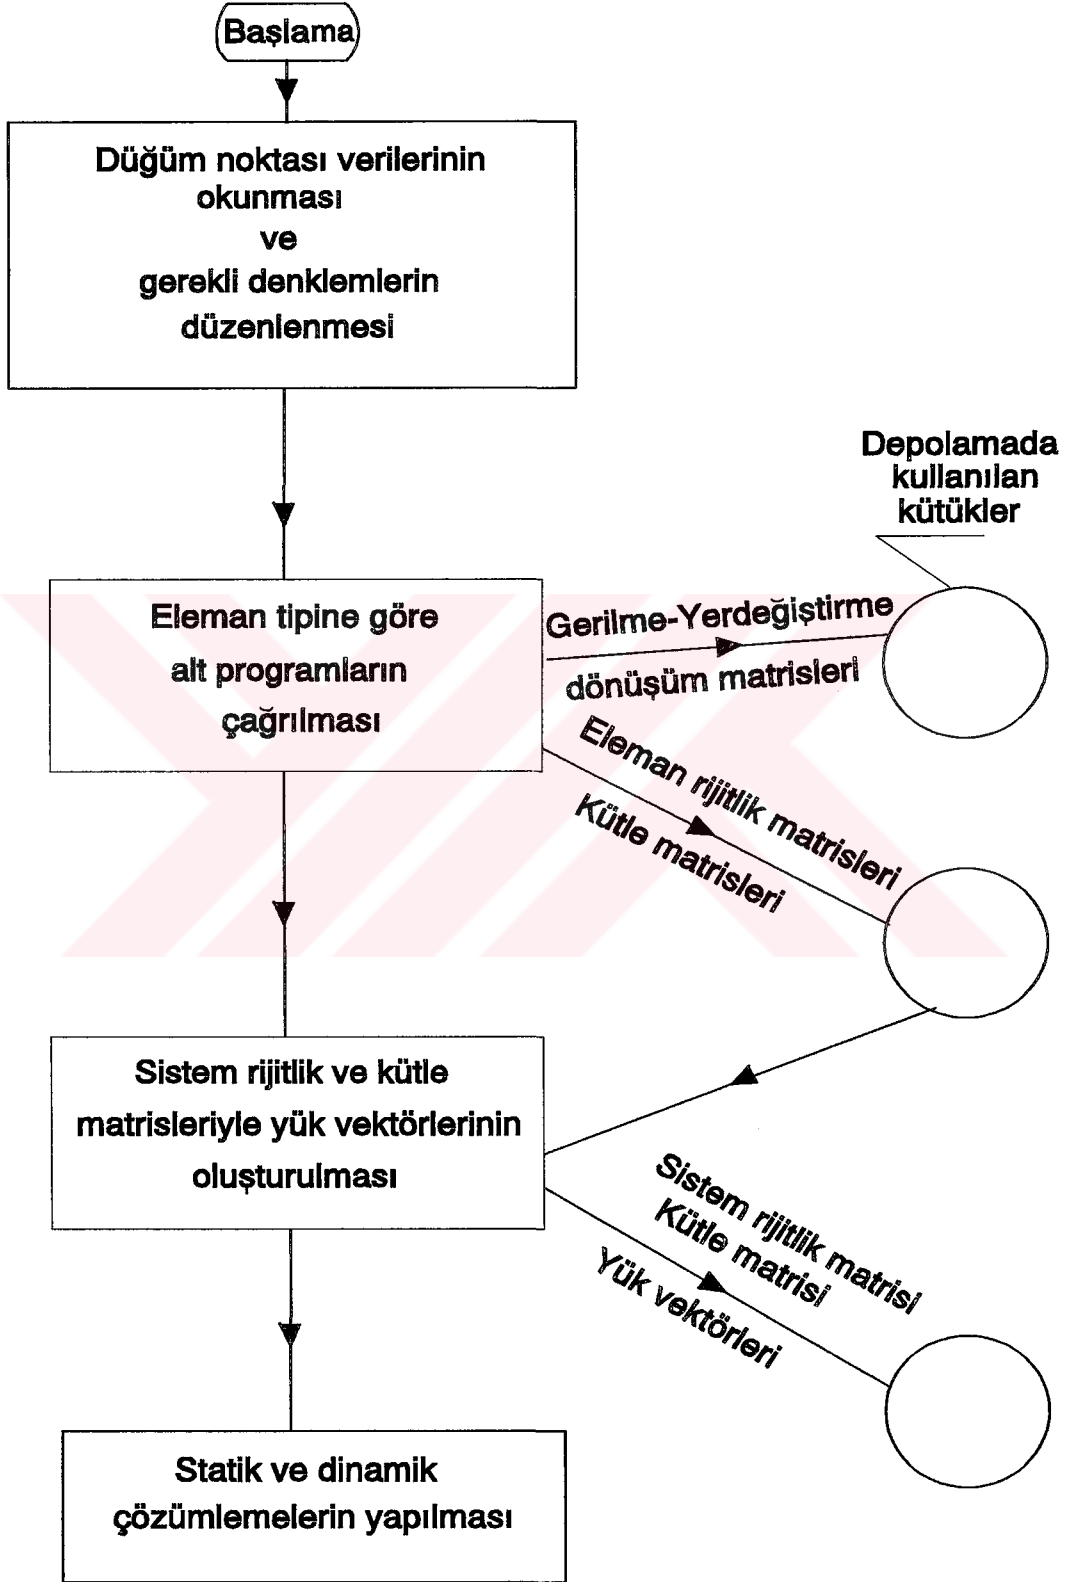 Başlama
Düğüm noktası verilerinin
okunması
ve
gerekli denklemlerin
düzenlenmesi
Depolamada
kullanılan
kütükler
Eleman tipine göre
alt programların
çağrılması
Gerilme-Yerdeğiştirme
dönüşüm matrisleri
Eleman rijitlik matrisleri
Kütle matrisleri
Sistem rijitlik ve kütle
matrisleriyle yük vektörlerinin
oluşturulması
Sistem rijitlik matrisi
Kütle matrisi
Yük vektörleri
Statik ve dinamik
çözümlemelerin yapılması